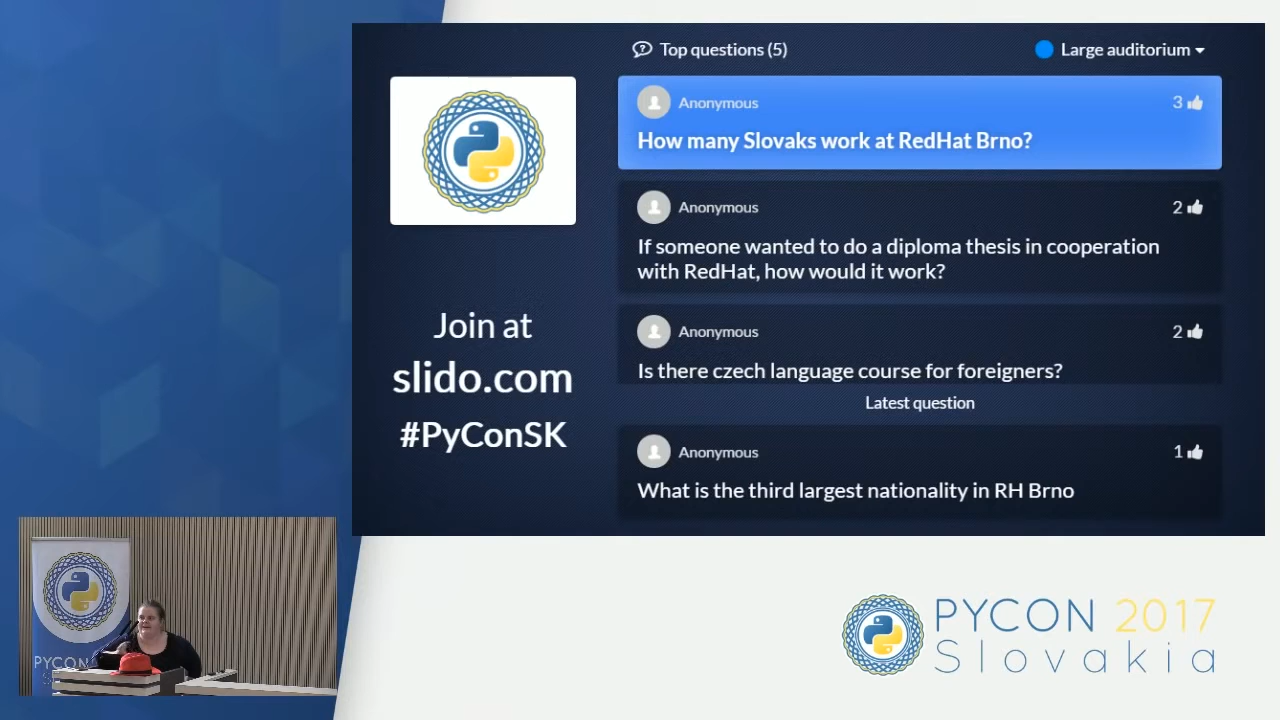 Top questions (5)
Large auditorium
Anonymous
3
How many Slovaks work at RedHat Brno?
Anonymous
2
If someone wanted to do a diploma thesis in cooperation
with RedHat, how would it work?
Anonymous
2
Is there czech language course for foreigners?
Latest question
Anonymous
1
What is the third largest nationality in RH Brno
Join at
slido.com
#PyConSK
PYCON
PYCON 2017
Slovakia